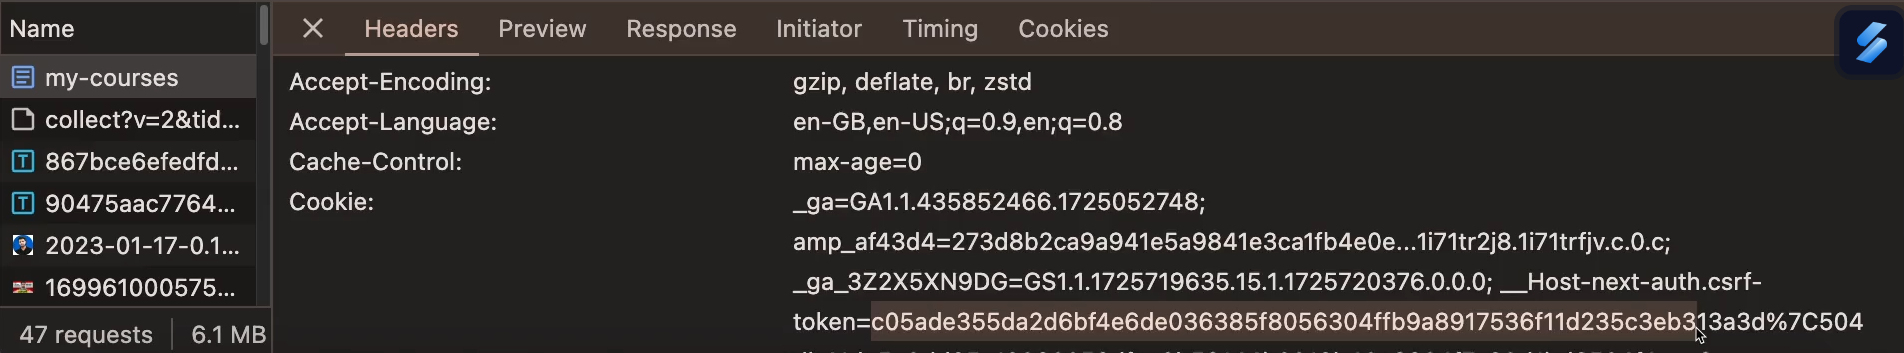 Name
Headers Preview Response Initiator Timing Cookies
my-courses
collect?v=2&tid...
867bce6efedfd...
90475aac7764...
2023-01-17-0.1...
169961000575...
47 requests 6.1 MB
Accept-Encoding: gzip, deflate, br, zstd
Accept-Language: en-GB,en-US;q=0.9,en;q=0.8
Cache-Control: max-age=0
Cookie: _ga=GA1.1.435852466.1725052748;
amp_af43d4=273d8b2ca9a941e5a9841e3ca1fb4e0e...1i71tr2j8.1i71trfjv.c.0.c;
_ga_3Z2X5XN9DG=GS1.1.1725719635.15.1.1725720376.0.0.0; __Host-next-auth.csrf-
token=c05ade355da2d6bf4e6de036385f8056304ffb9a8917536f11d235c3eb313a3d%7C504